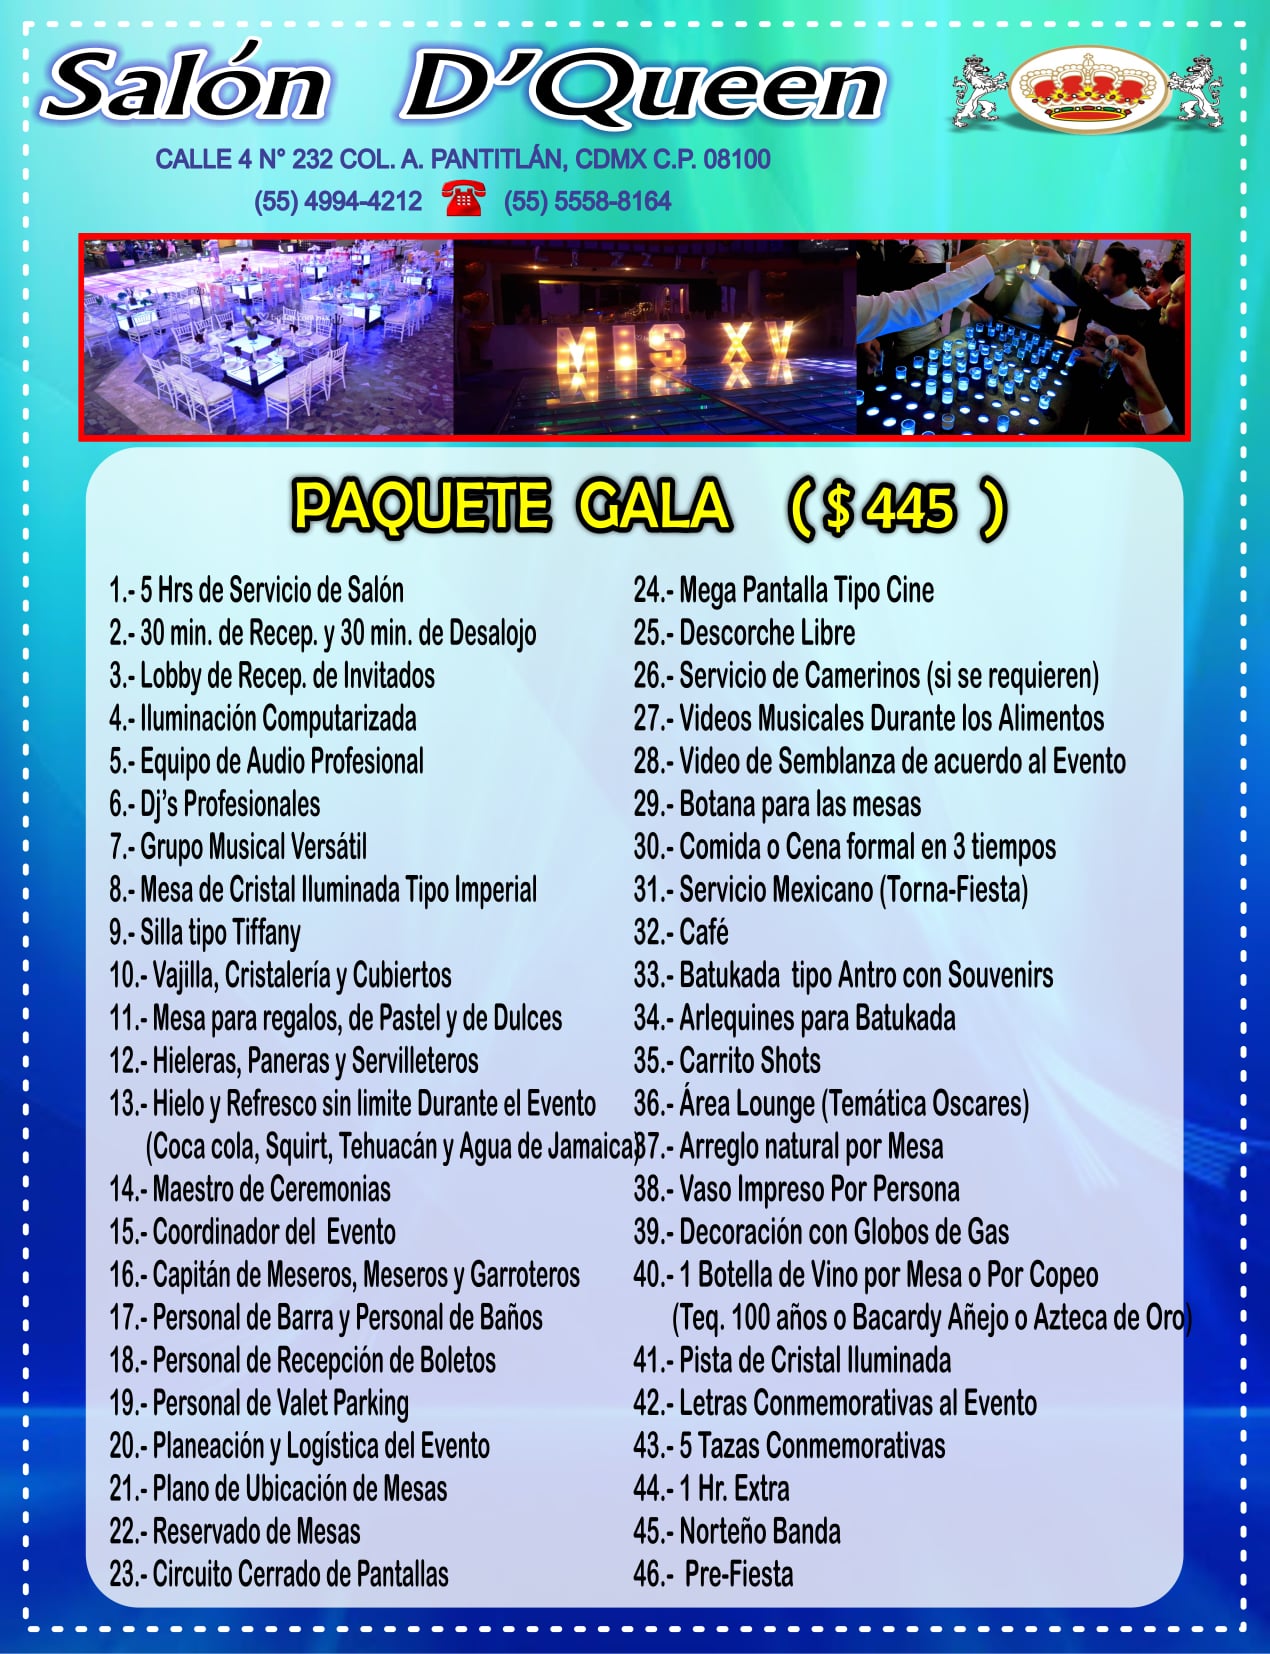 Salón D'Queen
CALLE 4 N° 232 COL. A. PANTITLÁN, CDMX C.P. 08100
(55) 4994-4212 (55) 5558-8164
MIS XV
PAQUETE GALA ( $ 445 )
1.- 5 Hrs de Servicio de Salón
2.- 30 min. de Recep. y 30 min. de Desalojo
3.- Lobby de Recep. de Invitados
4.- Iluminación Computarizada
5.- Equipo de Audio Profesional
6.- Dj's Profesionales
7.- Grupo Musical Versátil
8.- Mesa de Cristal Iluminada Tipo Imperial
9.- Silla tipo Tiffany
10.- Vajilla, Cristalería y Cubiertos
11.- Mesa para regalos, de Pastel y de Dulces
12.- Hieleras, Paneras y Servilleteros
13.- Hielo y Refresco sin limite Durante el Evento
(Coca cola, Squirt, Tehuacán y Agua de Jamaica)
14.- Maestro de Ceremonias
15.- Coordinador del Evento
16.- Capitán de Meseros, Meseros y Garroteros
17.- Personal de Barra y Personal de Baños
18.- Personal de Recepción de Boletos
19.- Personal de Valet Parking
20.- Planeación y Logística del Evento
21.- Plano de Ubicación de Mesas
22.- Reservado de Mesas
23.- Circuito Cerrado de Pantallas
24.- Mega Pantalla Tipo Cine
25.- Descorche Libre
26.- Servicio de Camerinos (si se requieren)
27.- Videos Musicales Durante los Alimentos
28.- Video de Semblanza de acuerdo al Evento
29.- Botana para las mesas
30.- Comida o Cena formal en 3 tiempos
31.- Servicio Mexicano (Torna-Fiesta)
32.- Café
33.- Batukada tipo Antro con Souvenirs
34.- Arlequines para Batukada
35.- Carrito Shots
36.- Área Lounge (Temática Oscares)
37.- Arreglo natural por Mesa
38.- Vaso Impreso Por Persona
39.- Decoración con Globos de Gas
40.- 1 Botella de Vino por Mesa o Por Copeo
(Teq. 100 años o Bacardy Añejo o Azteca de Oro)
41.- Pista de Cristal Iluminada
42.- Letras Conmemorativas al Evento
43.- 5 Tazas Conmemorativas
44.- 1 Hr. Extra
45.- Norteño Banda
46.- Pre-Fiesta